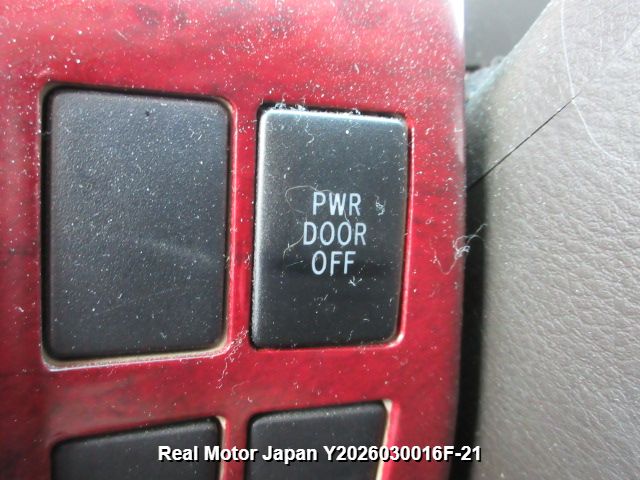 PWR
DOOR
OFF
Real Motor Japan Y2026030016F-21